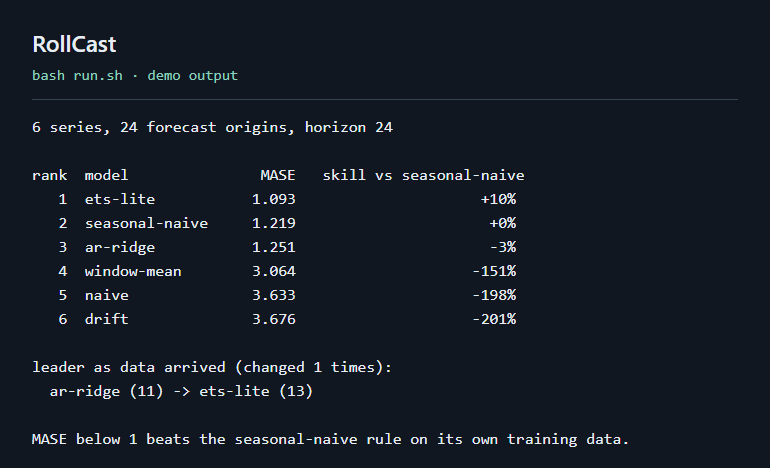 RollCast
bash run.sh · demo output
6 series, 24 forecast origins, horizon 24
rank  model               MASE   skill vs seasonal-naive
   1  ets-lite           1.093                     +10%
   2  seasonal-naive     1.219                      +0%
   3  ar-ridge           1.251                      -3%
   4  window-mean        3.064                    -151%
   5  naive              3.633                    -198%
   6  drift              3.676                    -201%
leader as data arrived (changed 1 times):
  ar-ridge (11) -> ets-lite (13)
MASE below 1 beats the seasonal-naive rule on its own training data.